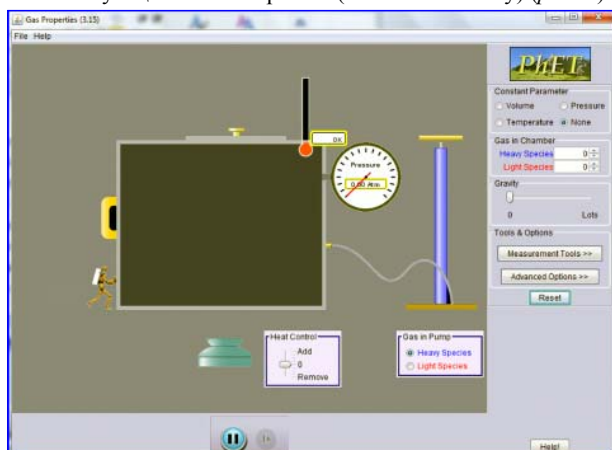 Gas Properties (3.15)
File Help
PhET
Constant Parameter
Volume Pressure
Temperature None
Gas in Chamber
Heavy Species 0
Light Species 0
Gravity
0 Lots
Tools & Options
Measurement Tools >>
Advanced Options >>
Reset
0K
Pressure
0.00 Atm
Heat Control
Add
0
Remove
Gas in Pump
Heavy Species
Light Species
Help!